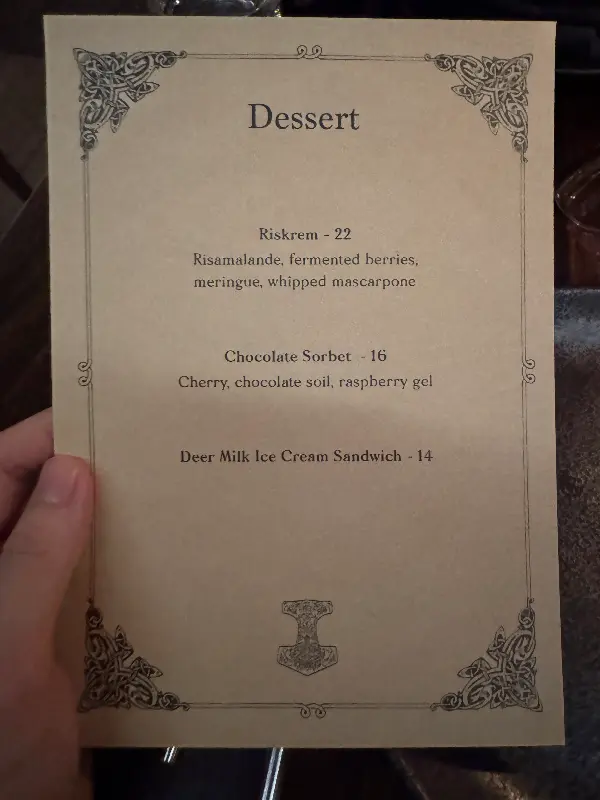 Dessert
Riskrem - 22
Risamalande, fermented berries,
meringue, whipped mascarpone
Chocolate Sorbet - 16
Cherry, chocolate soil, raspberry gel
Deer Milk Ice Cream Sandwich - 14